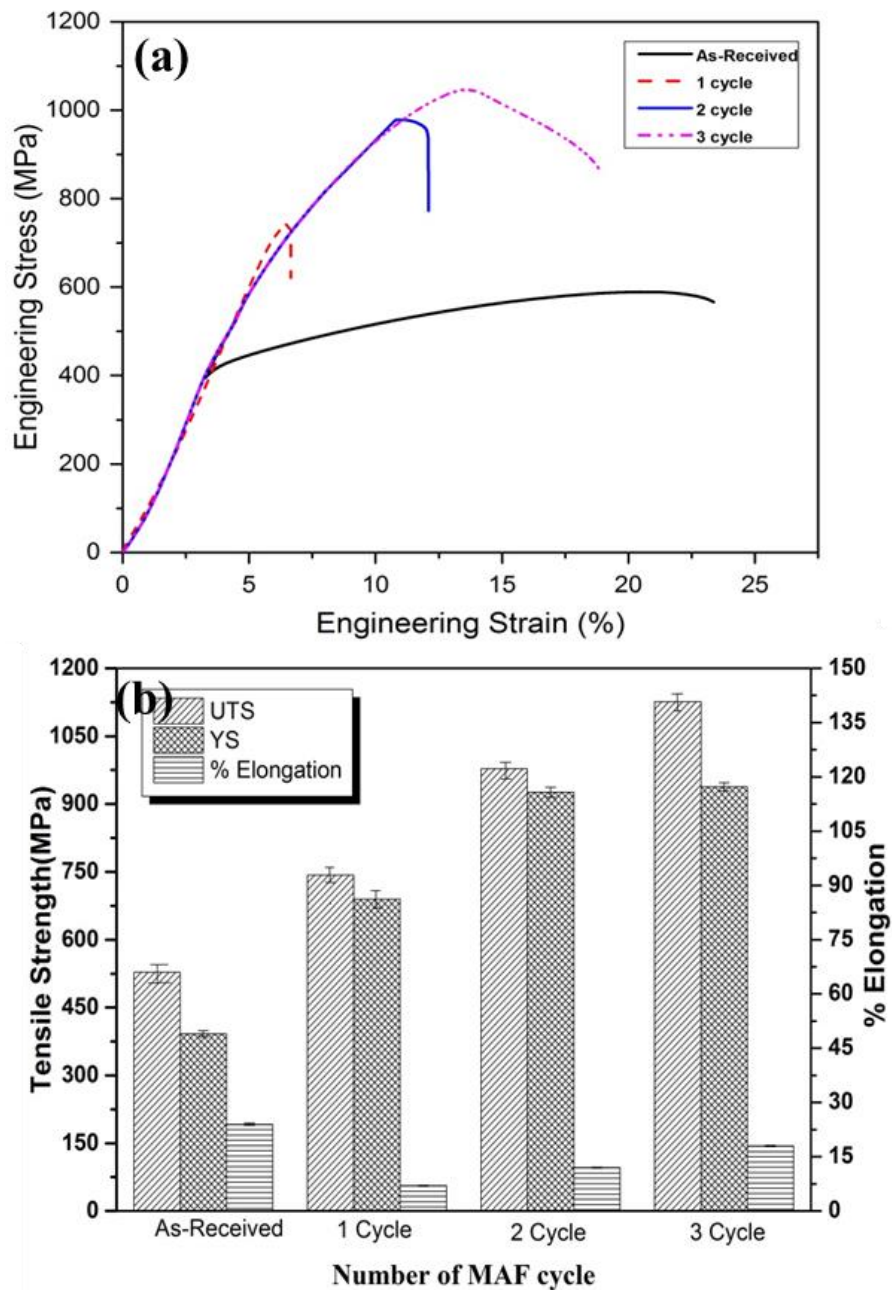 (a)
1200
1000
800
600
400
200
0
Engineering Stress (MPa)
As-Received
1 cycle
2 cycle
3 cycle
0 5 10 15 20 25
Engineering Strain (%)
(b)
1200
1050
900
750
600
450
300
150
0
Tensile Strength(MPa)
UTS
YS
% Elongation
150
135
120
105
90
75
60
45
30
15
0
% Elongation
As-Received 1 Cycle 2 Cycle 3 Cycle
Number of MAF cycle